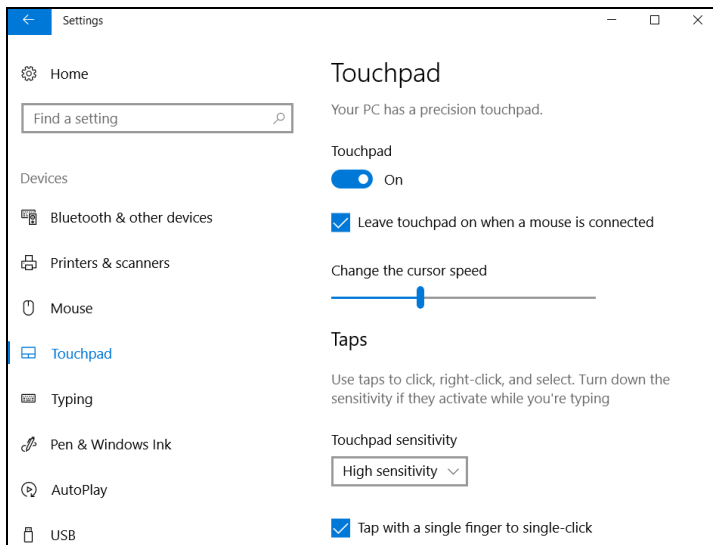 Settings
Home
Find a setting
Devices
Bluetooth & other devices
Printers & scanners
Mouse
Touchpad
Typing
Pen & Windows Ink
AutoPlay
USB
Touchpad
Your PC has a precision touchpad.
Touchpad
On
Leave touchpad on when a mouse is connected
Change the cursor speed
Taps
Use taps to click, right-click, and select. Turn down the
sensitivity if they activate while you're typing
Touchpad sensitivity
High sensitivity
Tap with a single finger to single-click